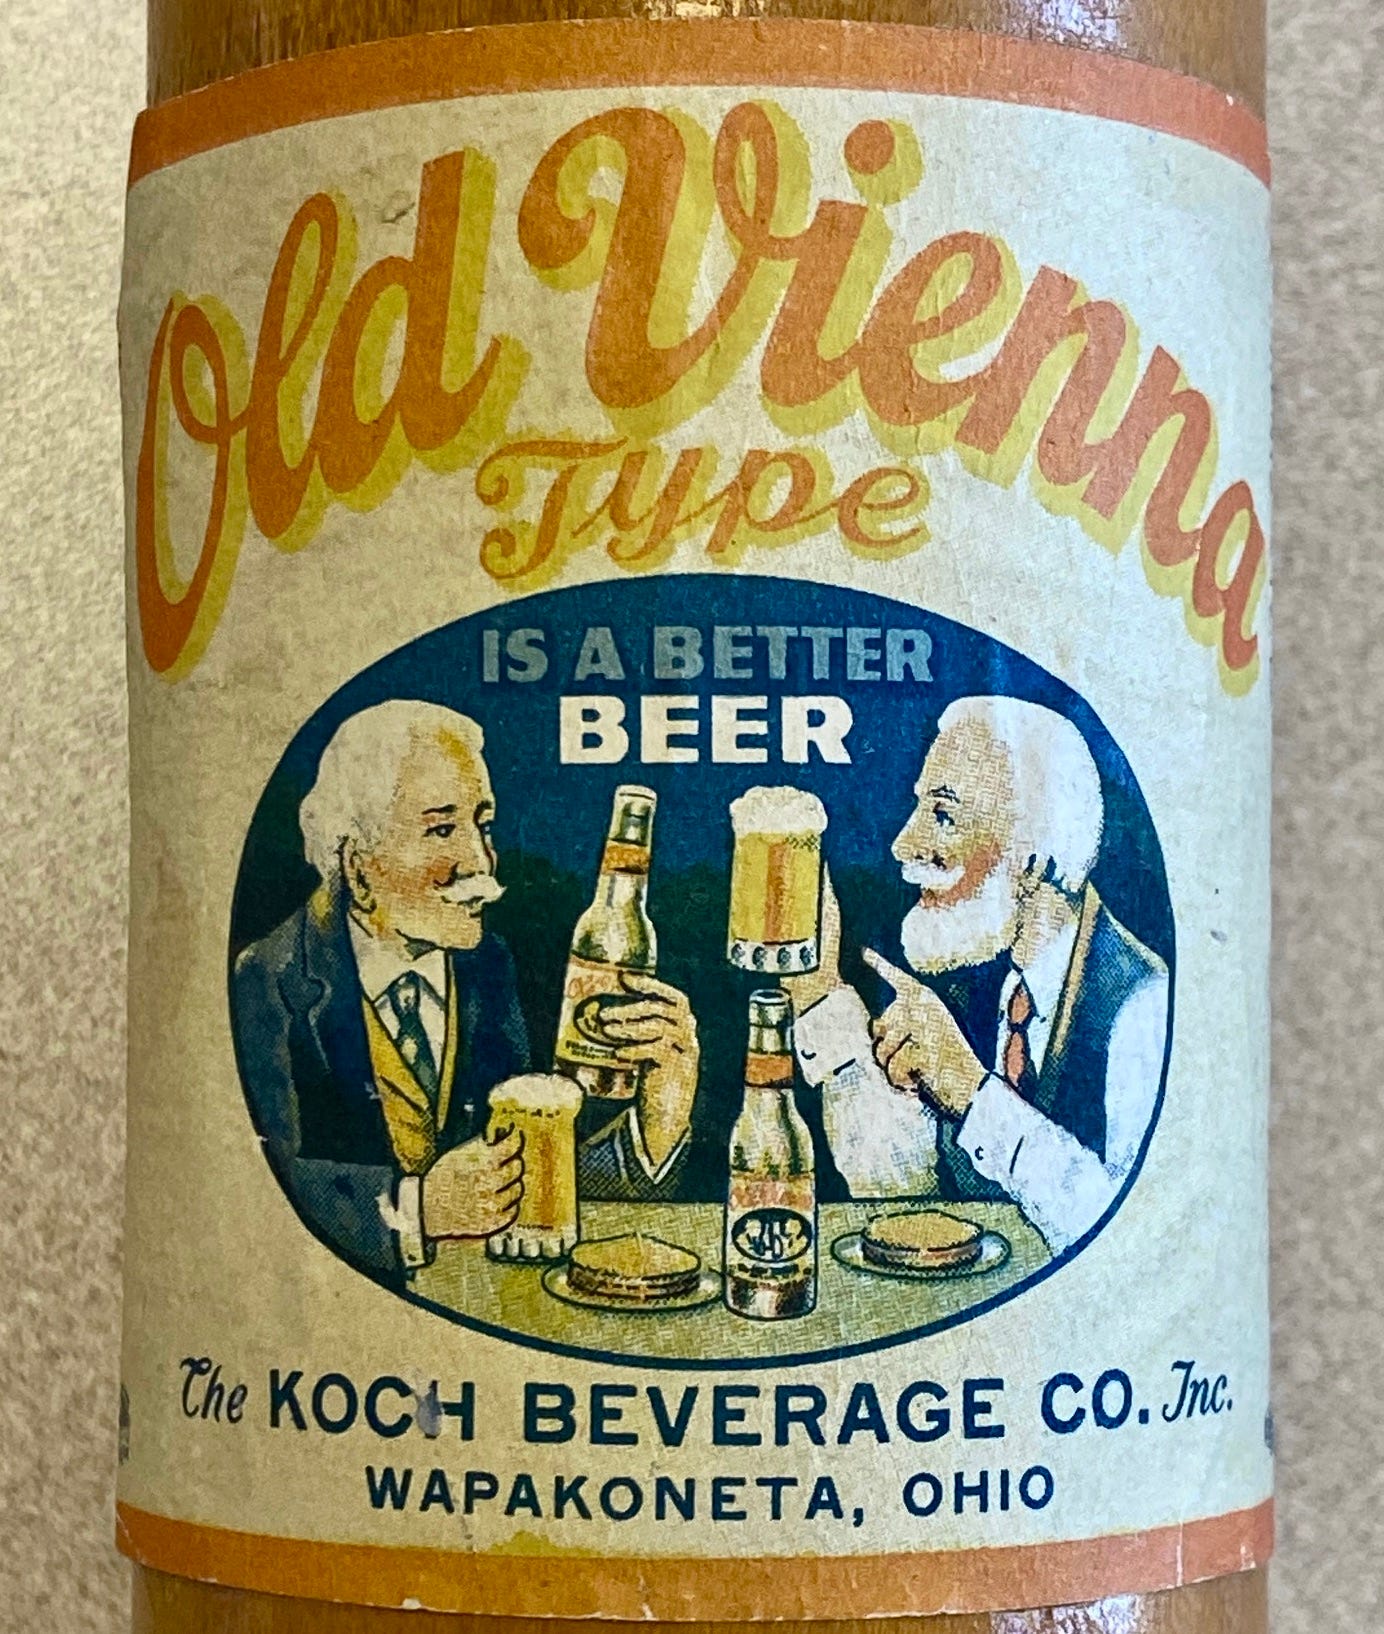 Old Vienna
Type
IS A BETTER
BEER
The KOCH BEVERAGE CO. Inc.
WAPAKONETA, OHIO